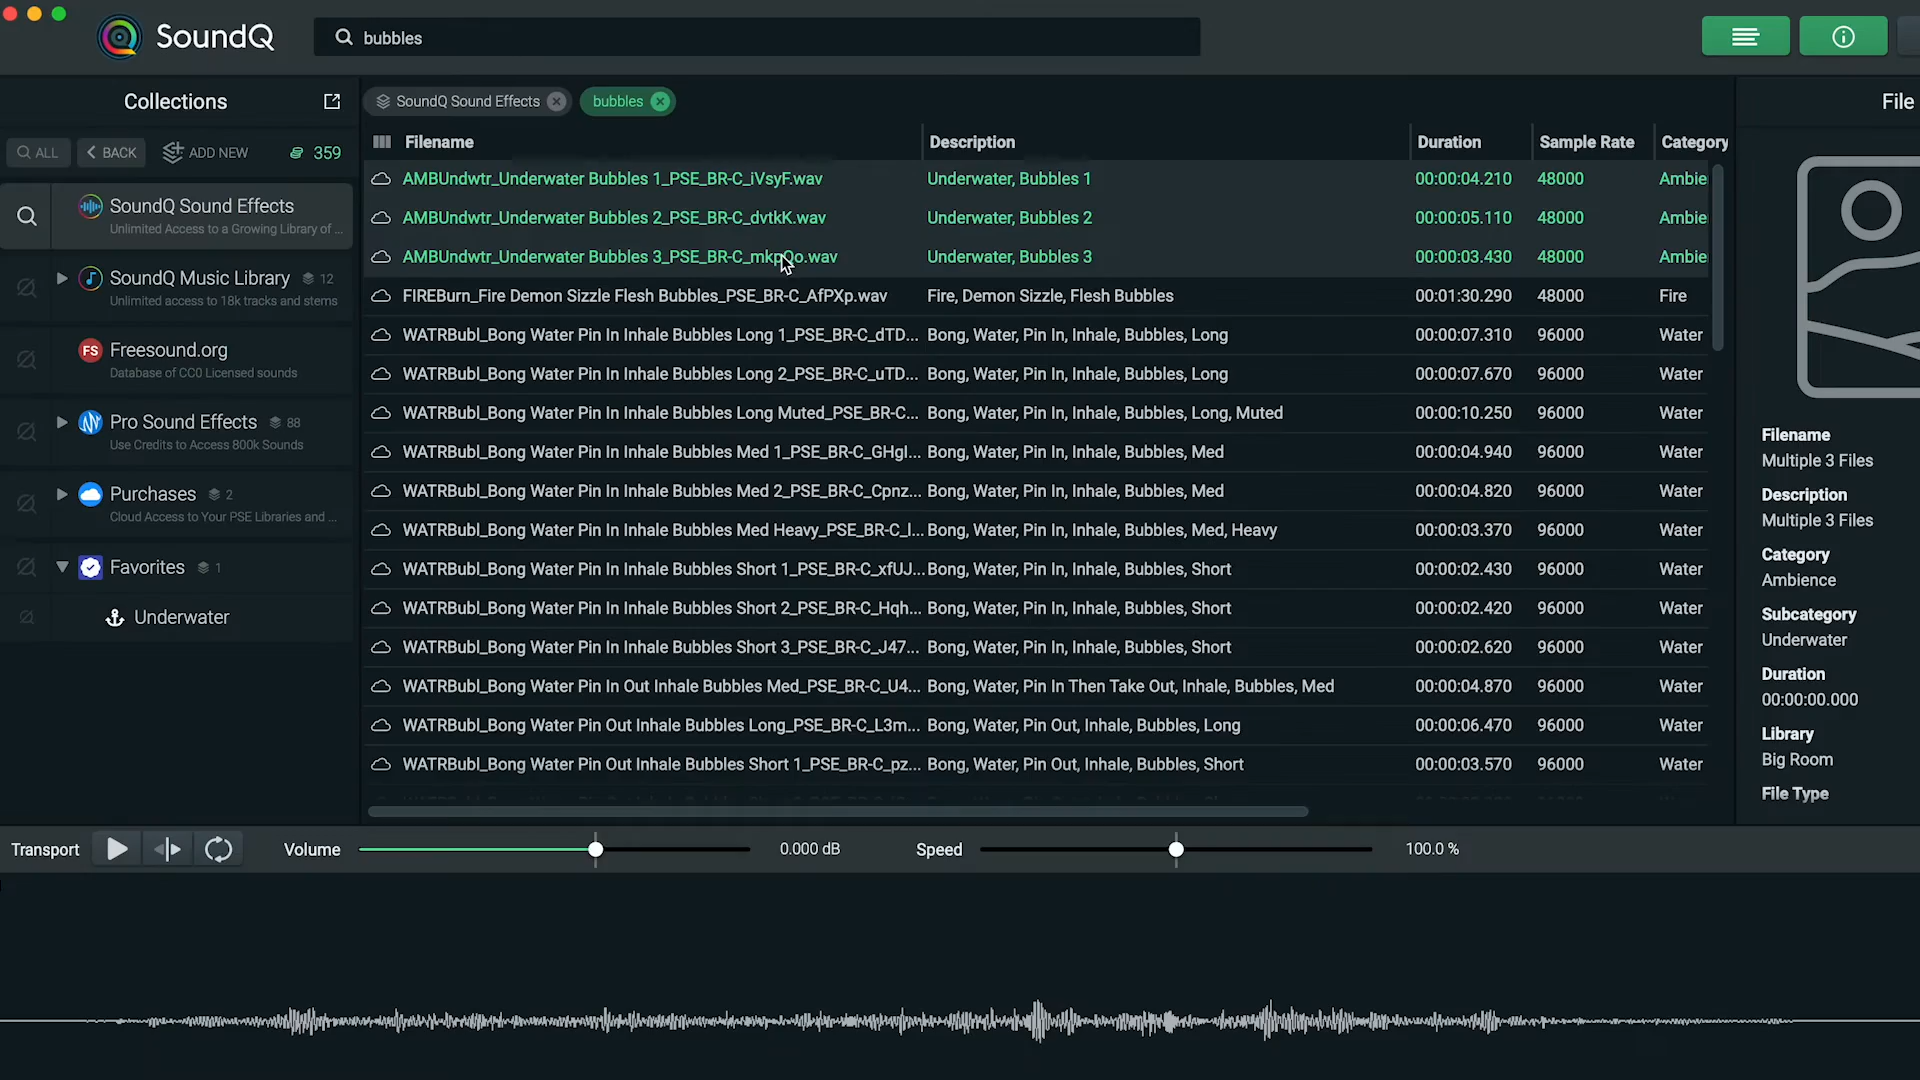 SoundQ
bubbles
Collections
SoundQ Sound Effects
bubbles
File
ALL
BACK
ADD NEW
359
Filename
Description
Duration
Sample Rate
Category
SoundQ Sound Effects
Unlimited Access to a Growing Library of ...
SoundQ Music Library 12
Unlimited access to 18k tracks and stems
FS Freesound.org
Database of CC0 Licensed sounds
Pro Sound Effects 88
Use Credits to Access 800k Sounds
Purchases 2
Cloud Access to Your PSE Libraries and ...
Favorites 1
Underwater
AMBUndwtr_Underwater Bubbles 1_PSE_BR-C_iVsyF.wav Underwater, Bubbles 1 00:00:04.210 48000 Ambie
AMBUndwtr_Underwater Bubbles 2_PSE_BR-C_dvtkK.wav Underwater, Bubbles 2 00:00:05.110 48000 Ambie
AMBUndwtr_Underwater Bubbles 3_PSE_BR-C_mkpQo.wav Underwater, Bubbles 3 00:00:03.430 48000 Ambie
FIREBurn_Fire Demon Sizzle Flesh Bubbles_PSE_BR-C_AfPXp.wav Fire, Demon Sizzle, Flesh Bubbles 00:01:30.290 48000 Fire
WATRBubl_Bong Water Pin In Inhale Bubbles Long 1_PSE_BR-C_dTD... Bong, Water, Pin In, Inhale, Bubbles, Long 00:00:07.310 96000 Water
WATRBubl_Bong Water Pin In Inhale Bubbles Long 2_PSE_BR-C_uTD... Bong, Water, Pin In, Inhale, Bubbles, Long 00:00:07.670 96000 Water
WATRBubl_Bong Water Pin In Inhale Bubbles Long Muted_PSE_BR-C... Bong, Water, Pin In, Inhale, Bubbles, Long, Muted 00:00:10.250 96000 Water
WATRBubl_Bong Water Pin In Inhale Bubbles Med 1_PSE_BR-C_GHgl... Bong, Water, Pin In, Inhale, Bubbles, Med 00:00:04.940 96000 Water
WATRBubl_Bong Water Pin In Inhale Bubbles Med 2_PSE_BR-C_Cpnz... Bong, Water, Pin In, Inhale, Bubbles, Med 00:00:04.820 96000 Water
WATRBubl_Bong Water Pin In Inhale Bubbles Med Heavy_PSE_BR-C_l... Bong, Water, Pin In, Inhale, Bubbles, Med, Heavy 00:00:03.370 96000 Water
WATRBubl_Bong Water Pin In Inhale Bubbles Short 1_PSE_BR-C_xfUJ... Bong, Water, Pin In, Inhale, Bubbles, Short 00:00:02.430 96000 Water
WATRBubl_Bong Water Pin In Inhale Bubbles Short 2_PSE_BR-C_Hqh... Bong, Water, Pin In, Inhale, Bubbles, Short 00:00:02.420 96000 Water
WATRBubl_Bong Water Pin In Inhale Bubbles Short 3_PSE_BR-C_J47... Bong, Water, Pin In, Inhale, Bubbles, Short 00:00:02.620 96000 Water
WATRBubl_Bong Water Pin In Out Inhale Bubbles Med_PSE_BR-C_U4... Bong, Water, Pin In Then Take Out, Inhale, Bubbles, Med 00:00:04.870 96000 Water
WATRBubl_Bong Water Pin Out Inhale Bubbles Long_PSE_BR-C_L3m... Bong, Water, Pin Out, Inhale, Bubbles, Long 00:00:06.470 96000 Water
WATRBubl_Bong Water Pin Out Inhale Bubbles Short 1_PSE_BR-C_pz... Bong, Water, Pin Out, Inhale, Bubbles, Short 00:00:03.570 96000 Water
Filename
Multiple 3 Files
Description
Multiple 3 Files
Category
Ambience
Subcategory
Underwater
Duration
00:00:00.000
Library
Big Room
File Type
Transport
Volume
0.000 dB
Speed
100.0 %